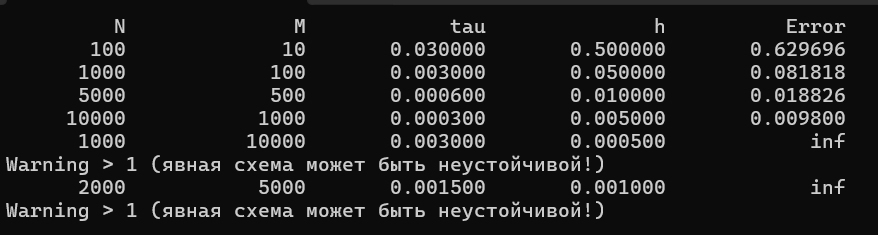 N M tau h Error
100 10 0.030000 0.500000 0.629696
1000 100 0.003000 0.050000 0.081818
5000 500 0.000600 0.010000 0.018826
10000 1000 0.000300 0.005000 0.009800
1000 10000 0.003000 0.000500 inf
Warning > 1 (явная схема может быть неустойчивой!)
2000 5000 0.001500 0.001000 inf
Warning > 1 (явная схема может быть неустойчивой!)